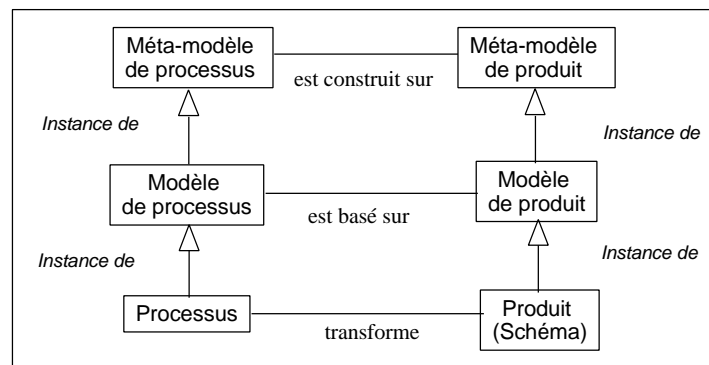 Méta-modèle
de processus
Méta-modèle
de produit
est construit sur
Instance de
Instance de
Modèle
de processus
Modèle
de produit
est basé sur
Instance de
Instance de
Processus
Produit
(Schéma)
transforme